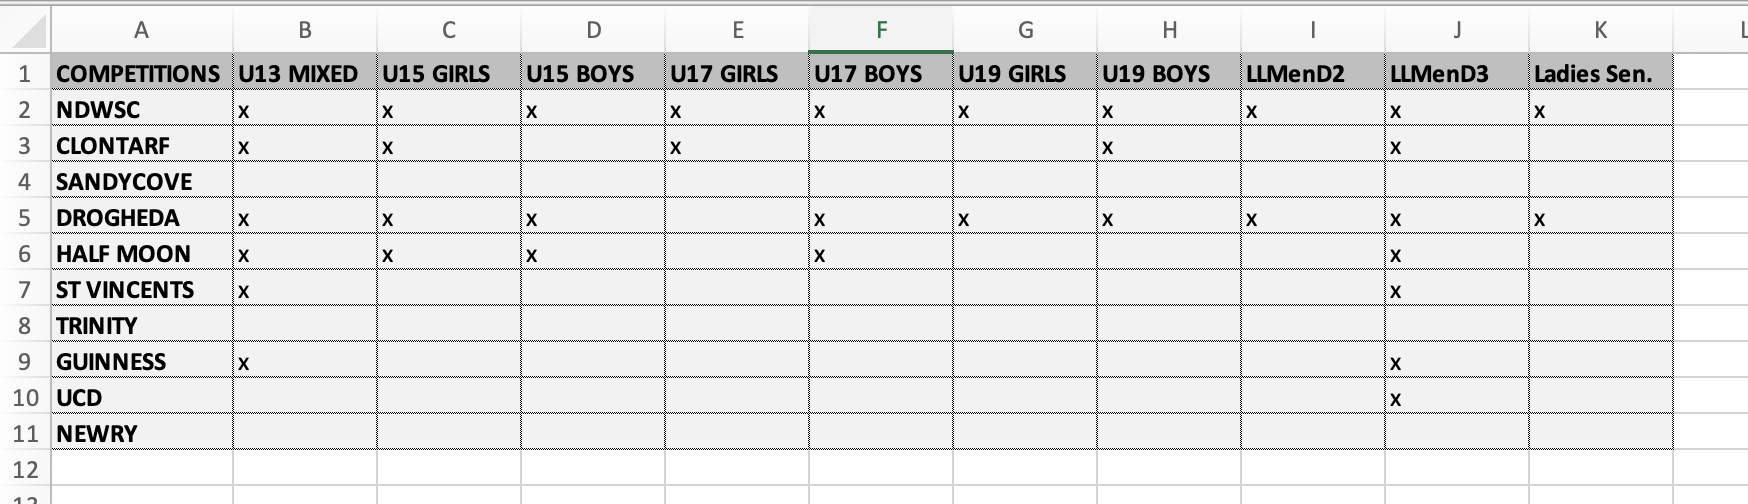 A B C D E F G H I J K L
1 COMPETITIONS U13 MIXED U15 GIRLS U15 BOYS U17 GIRLS U17 BOYS U19 GIRLS U19 BOYS LLMenD2 LLMenD3 Ladies Sen.
2 NDWSC x x x x x x x x x x
3 CLONTARF x x x x x
4 SANDYCOVE
5 DROGHEDA x x x x x x x x x
6 HALF MOON x x x x x
7 ST VINCENTS x x
8 TRINITY
9 GUINNESS x x
10 UCD x
11 NEWRY
12